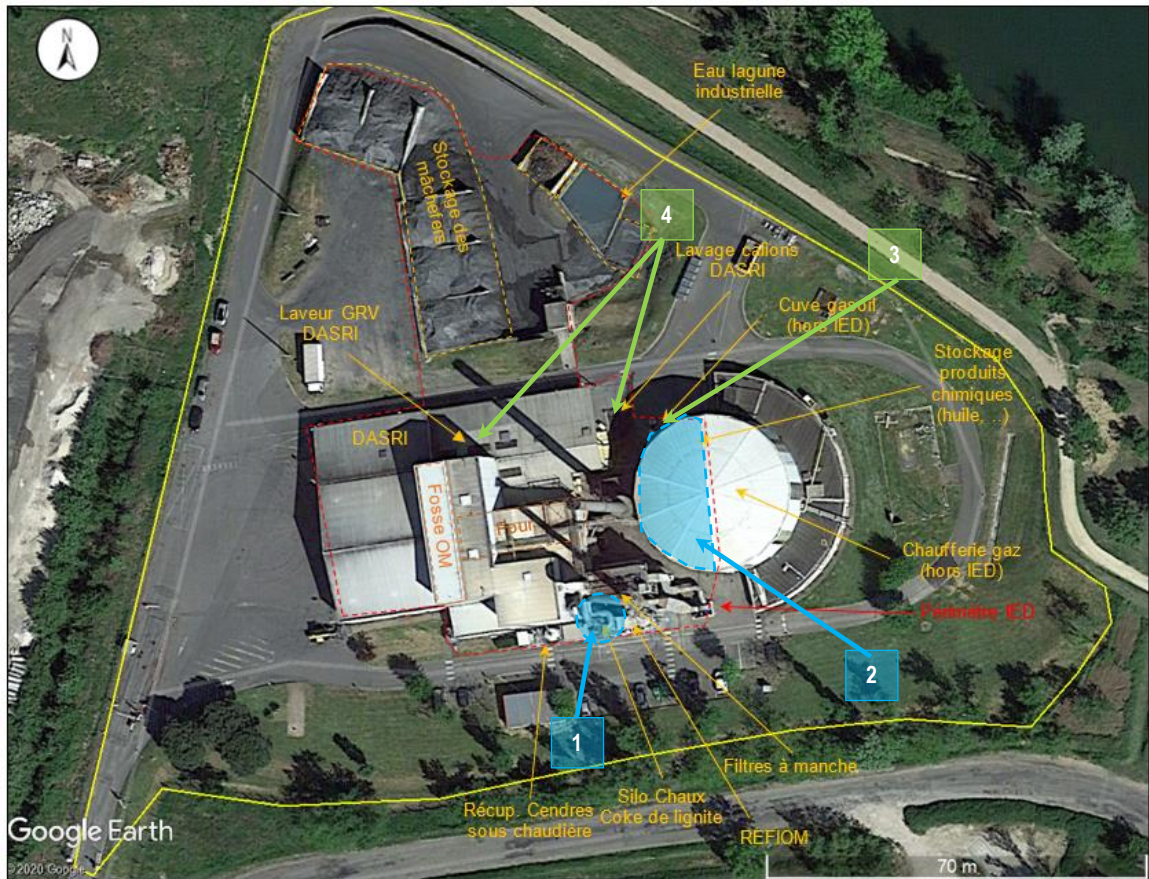 N
Eau lagune
industrielle
Stockage des
mâchefers
4
3
Lavage callons
DASRI
Laveur GRV
DASRI
Cuve gasoil
(hors IED)
Stockage
produits
chimiques
(huile, ...)
DASRI
Fosse OM
Four
Chaufferie gaz
(hors IED)
Périmètre IED
2
1
Filtres à manche
Récup. Cendres
sous chaudière
Silo Chaux
Coke de lignite
REFIOM
Google Earth
©2020 Google
70 m